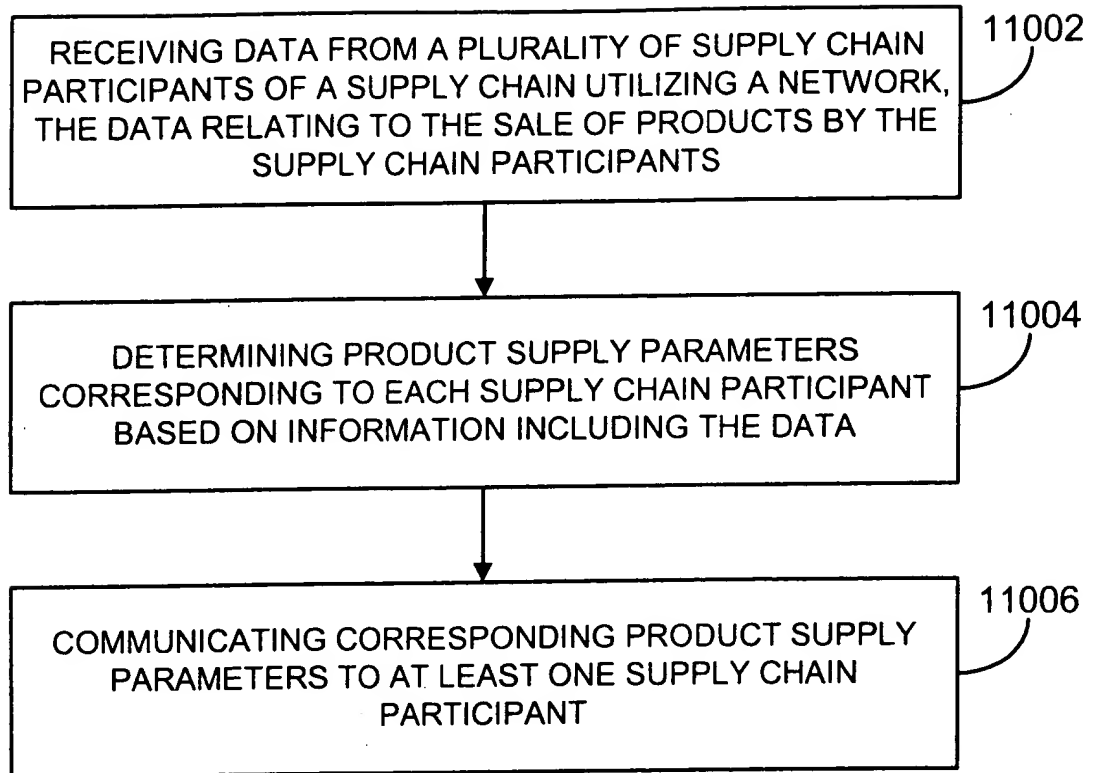 RECEIVING DATA FROM A PLURALITY OF SUPPLY CHAIN
PARTICIPANTS OF A SUPPLY CHAIN UTILIZING A NETWORK,
THE DATA RELATING TO THE SALE OF PRODUCTS BY THE
SUPPLY CHAIN PARTICIPANTS
11002
DETERMINING PRODUCT SUPPLY PARAMETERS
CORRESPONDING TO EACH SUPPLY CHAIN PARTICIPANT
BASED ON INFORMATION INCLUDING THE DATA
11004
COMMUNICATING CORRESPONDING PRODUCT SUPPLY
PARAMETERS TO AT LEAST ONE SUPPLY CHAIN
PARTICIPANT
11006